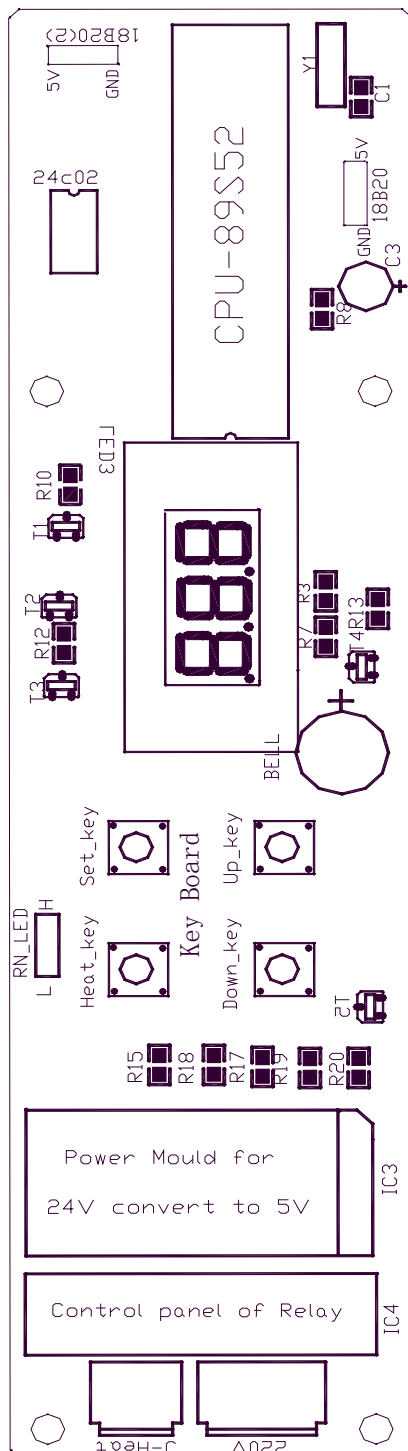 18B20(2)
5V
GND
Y1
C1
24c02
CPU-89S52
5V
18B20
GND
C3
R8
LED3
R10
T1
T2
R12
T3
R3
R7
T4
R13
BELL
Set_key
Up_key
Key Board
RN_LED
H
L
Heat_key
Down_key
T5
R15
R18
R17
R19
R20
Power Mould for
24V convert to 5V
IC3
Control panel of Relay
IC4
J-Heat
220V